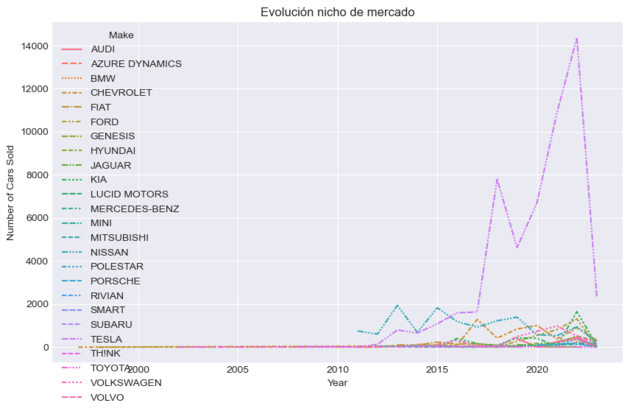 Evolución nicho de mercado
Number of Cars Sold
14000
12000
10000
8000
6000
4000
2000
0
Make
AUDI
AZURE DYNAMICS
BMW
CHEVROLET
FIAT
FORD
GENESIS
HYUNDAI
JAGUAR
KIA
LUCID MOTORS
MERCEDES-BENZ
MINI
MITSUBISHI
NISSAN
POLESTAR
PORSCHE
RIVIAN
SMART
SUBARU
TESLA
TH!NK
TOYOTA
VOLKSWAGEN
VOLVO
2000
2005
2010
2015
2020
Year